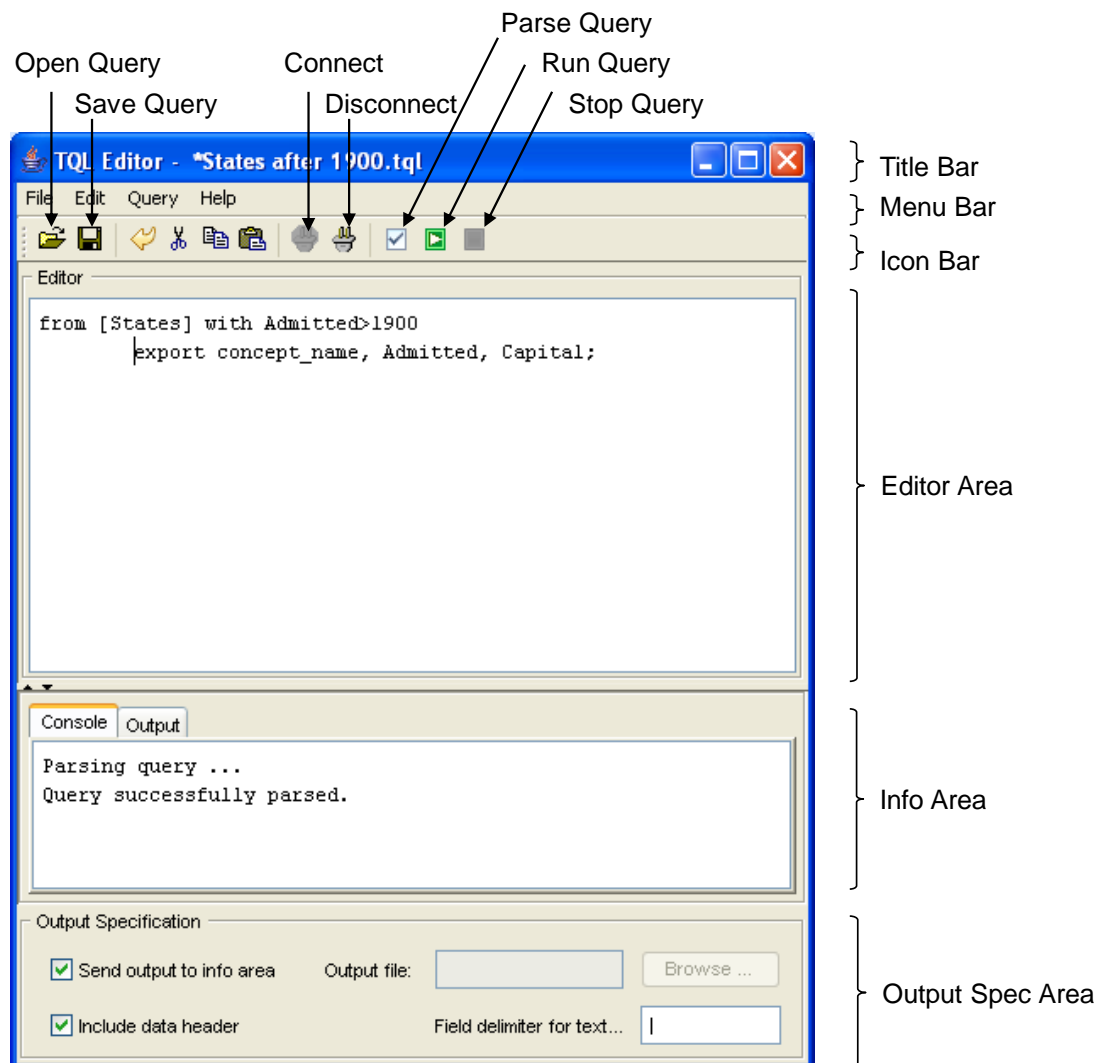 Parse Query
Open Query Connect Run Query
Save Query Disconnect Stop Query
TQL Editor - *States after 1900.tql
Title Bar
File Edit Query Help
Menu Bar
Icon Bar
Editor
from [States] with Admitted>1900
export concept_name, Admitted, Capital;
Editor Area
Console Output
Parsing query ...
Query successfully parsed.
Info Area
Output Specification
Send output to info area Output file: Browse ...
Include data header Field delimiter for text... |
Output Spec Area